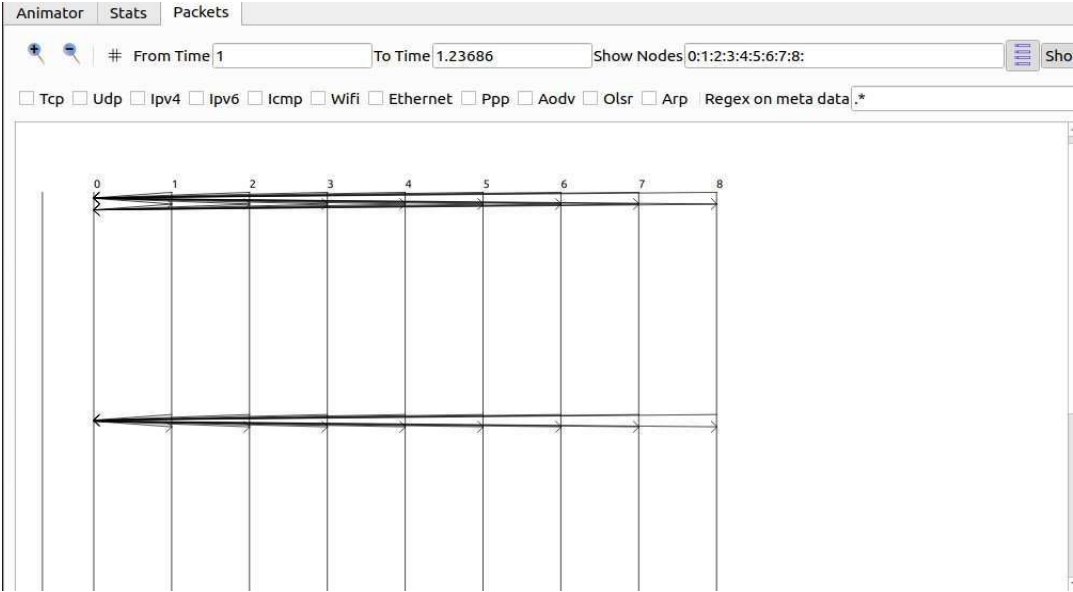 Animator Stats Packets
# From Time 1 To Time 1.23686 Show Nodes 0:1:2:3:4:5:6:7:8: Sho
Tcp Udp Ipv4 Ipv6 Icmp Wifi Ethernet Ppp Aodv Olsr Arp Regex on meta data .*
0 1 2 3 4 5 6 7 8